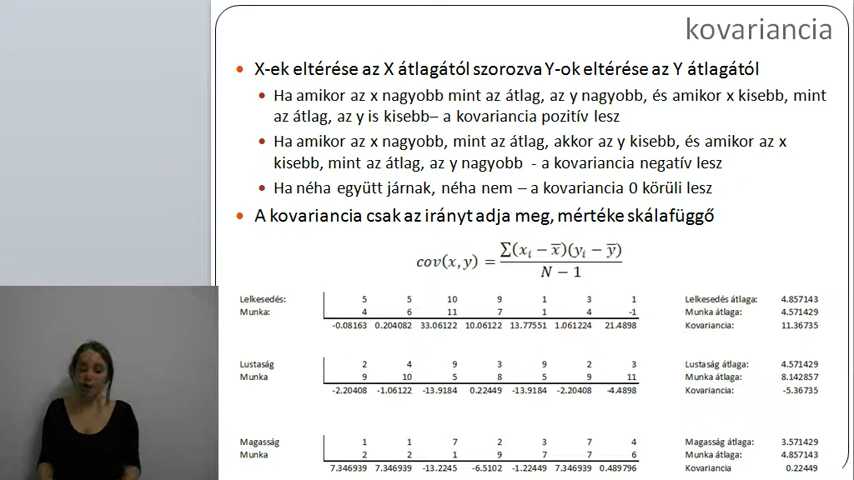 kovariancia
X-ek eltérése az X átlagától szorozva Y-ok eltérése az Y átlagától
Ha amikor az x nagyobb mint az átlag, az y nagyobb, és amikor x kisebb, mint
az átlag, az y is kisebb– a kovariancia pozitív lesz
Ha amikor az x nagyobb, mint az átlag, akkor az y kisebb, és amikor az x
kisebb, mint az átlag, az y nagyobb - a kovariancia negatív lesz
Ha néha együtt járnak, néha nem – a kovariancia 0 körüli lesz
A kovariancia csak az irányt adja meg, mértéke skálafüggő
cov(x,y) = ∑(xᵢ − x̅)(yᵢ − y̅) / N − 1
Lelkesedés: 5 5 10 9 1 3 1 Lelkesedés átlaga: 4.857143
Munka: 4 6 11 7 1 4 -1 Munka átlaga: 4.571429
-0.08163 0.204082 33.06122 10.06122 13.77551 1.061224 21.4898 Kovariancia: 11.36735
Lustaság 2 4 9 3 9 2 3 Lustaság átlaga: 4.571429
Munka 9 10 5 8 5 9 11 Munka átlaga: 8.142857
-2.20408 -1.06122 -13.9184 0.22449 -13.9184 -2.20408 -4.4898 Kovariancia: -5.36735
Magasság 1 1 7 2 3 7 4 Magasság átlaga: 3.571429
Munka 2 2 1 9 7 7 6 Munka átlaga: 4.857143
7.346939 7.346939 -13.2245 -6.5102 -1.22449 7.346939 0.489796 Kovariancia 0.22449